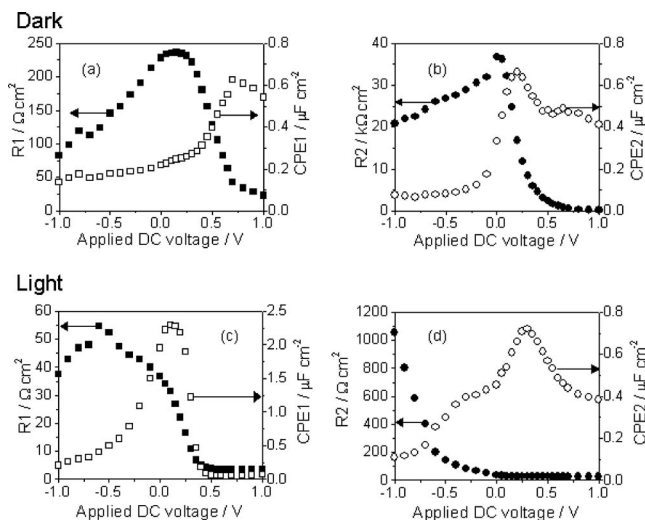 Dark
(a)
250
200
150
100
50
0
R1 / Ω cm²
0.8
0.6
0.4
0.2
0.0
CPE1 / μF cm⁻²
-1.0 -0.5 0.0 0.5 1.0
Applied DC voltage / V
(b)
40
30
20
10
0
R2 / kΩ cm²
0.8
0.6
0.4
0.2
0.0
CPE2 / μF cm⁻²
-1.0 -0.5 0.0 0.5 1.0
Applied DC voltage / V
Light
(c)
60
50
40
30
20
10
0
R1 / Ω cm²
2.5
2.0
1.5
1.0
0.5
0.0
CPE1 / μF cm⁻²
-1.0 -0.5 0.0 0.5 1.0
Applied DC voltage / V
(d)
1200
1000
800
600
400
200
0
R2 / Ω cm²
0.8
0.6
0.4
0.2
0.0
CPE2 / μF cm⁻²
-1.0 -0.5 0.0 0.5 1.0
Applied DC voltage / V